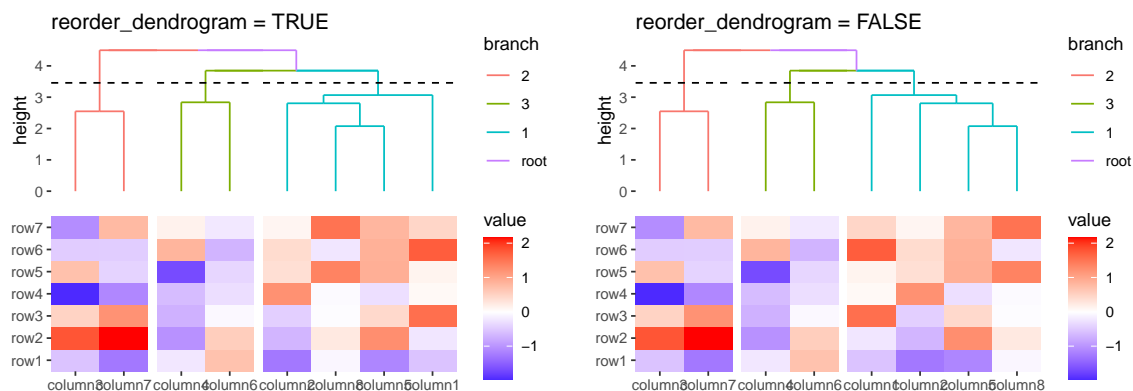 reorder_dendrogram = TRUE
4
3
2
1
0
height
branch
2
3
1
root
row7
row6
row5
row4
row3
row2
row1
column3 column7 column4 column6 column2 column8 column5 column1
value
2
1
0
−1
reorder_dendrogram = FALSE
4
3
2
1
0
height
branch
2
3
1
root
row7
row6
row5
row4
row3
row2
row1
column3 column7 column4 column6 column1 column2 column5 column8
value
2
1
0
−1